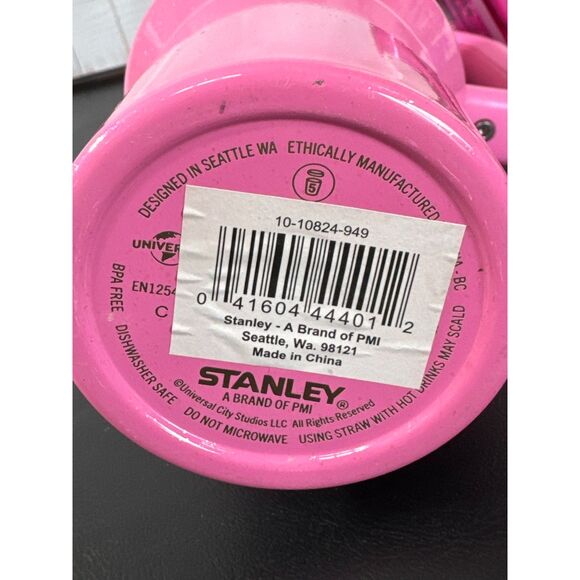 DESIGNED IN SEATTLE WA ETHICALLY MANUFACTURED
5
10-10824-949
0 41604 44401 2
Stanley - A Brand of PMI
Seattle, Wa. 98121
Made in China
BC
EN1254
C
STANLEY®
A BRAND OF PMI
©Universal City Studios LLC All Rights Reserved
BPA FREE DISHWASHER SAFE DO NOT MICROWAVE USING STRAW WITH HOT DRINKS MAY SCALD